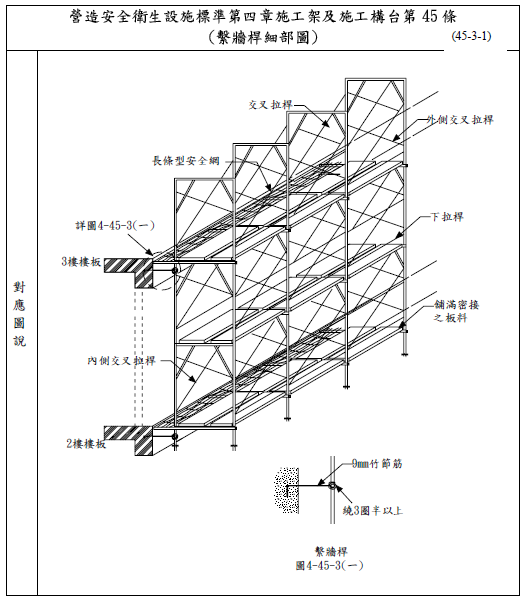 營造安全衛生設施標準第四章施工架及施工構台第 45 條
(繫牆桿細部圖)
(45-3-1)
對應圖說
交叉拉桿
外側交叉拉桿
長條型安全網
下拉桿
詳圖4-45-3(一)
3樓樓板
舖滿密接
之板料
內側交叉拉桿
2樓樓板
9mm竹節筋
繞3圈半以上
繫牆桿
圖4-45-3(一)